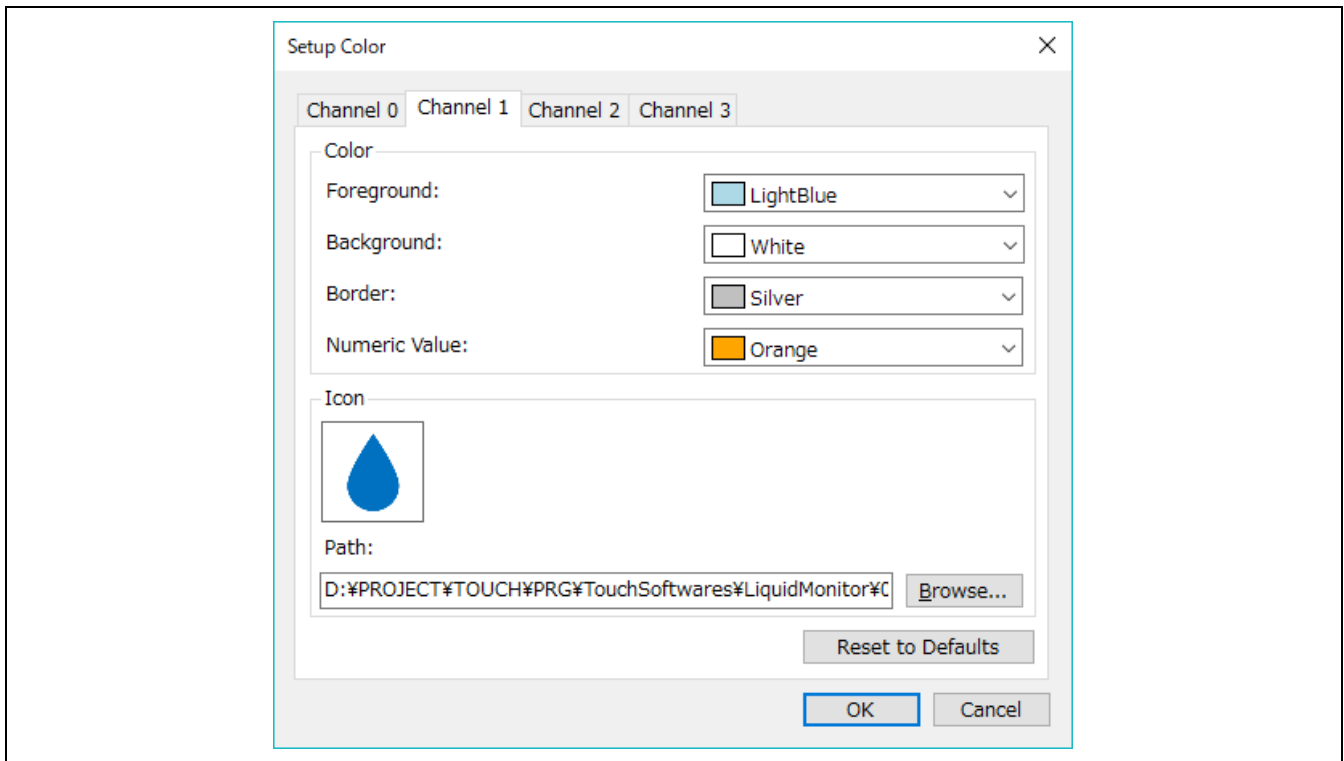 Setup Color
Channel 0 Channel 1 Channel 2 Channel 3
Color
Foreground: LightBlue
Background: White
Border: Silver
Numeric Value: Orange
Icon
Path:
D:¥PROJECT¥TOUCH¥PRG¥TouchSoftwares¥LiquidMonitor¥ Browse...
Reset to Defaults
OK Cancel